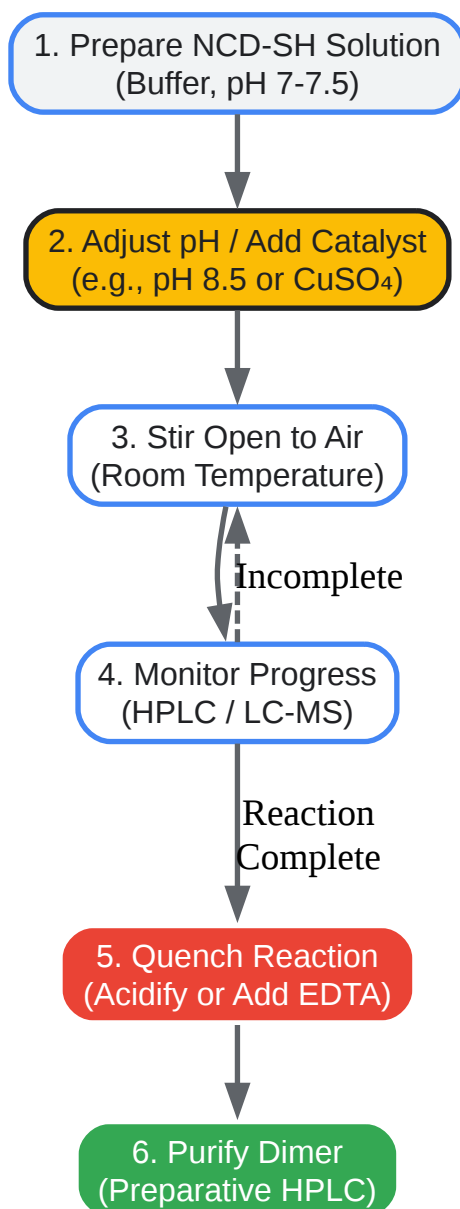 1. Prepare NCD-SH Solution
(Buffer, pH 7-7.5)
2. Adjust pH / Add Catalyst
(e.g., pH 8.5 or CuSO₄)
3. Stir Open to Air
(Room Temperature)
Incomplete
4. Monitor Progress
(HPLC / LC-MS)
Reaction
Complete
5. Quench Reaction
(Acidify or Add EDTA)
6. Purify Dimer
(Preparative HPLC)